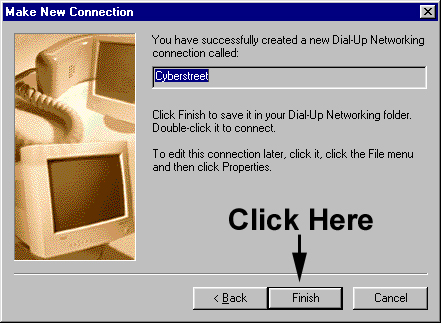 Make New Connection
You have successfully created a new Dial-Up Networking
connection called:
Cyberstreet
Click Finish to save it in your Dial-Up Networking folder.
Double-click it to connect.
To edit this connection later, click it, click the File menu
and then click Properties.
Click Here
< Back
Finish
Cancel